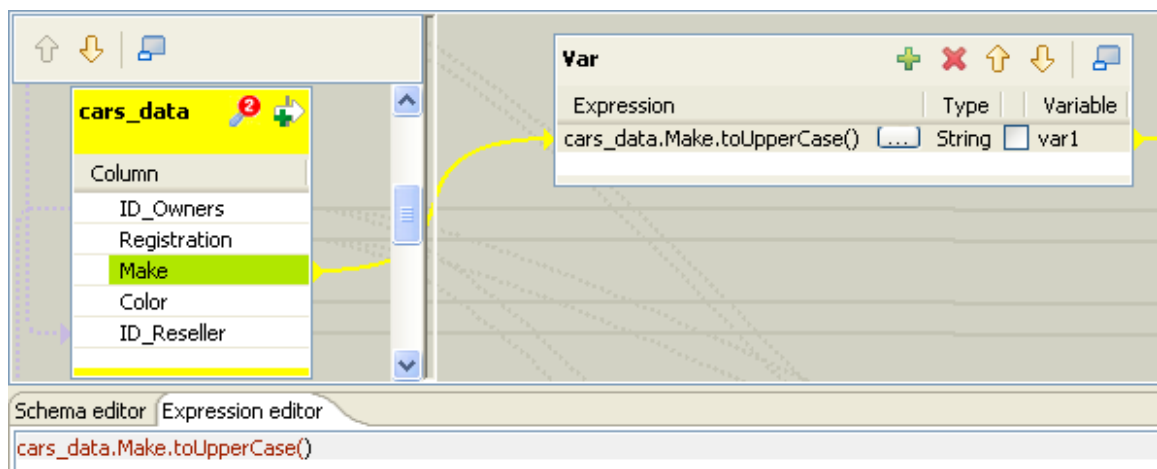 cars_data 2
Column
ID_Owners
Registration
Make
Color
ID_Reseller
Var
Expression Type Variable
cars_data.Make.toUpperCase() ... String var1
Schema editor Expression editor
cars_data.Make.toUpperCase()